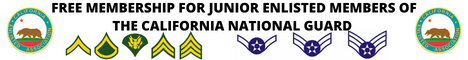 FREE MEMBERSHIP FOR JUNIOR ENLISTED MEMBERS OF
THE CALIFORNIA NATIONAL GUARD